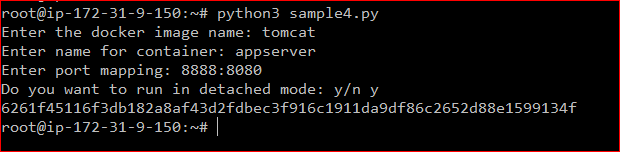 root@ip-172-31-9-150:~# python3 sample4.py
Enter the docker image name: tomcat
Enter name for container: appserver
Enter port mapping: 8888:8080
Do you want to run in detached mode: y/n y
6261f45116f3db182a8af43d2fdbec3f916c1911da9df86c2652d88e1599134f
root@ip-172-31-9-150:~#